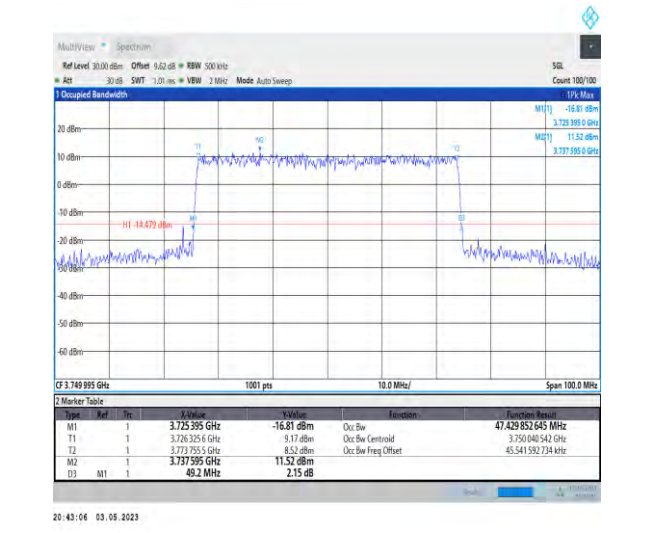 MultiView Spectrum
Ref Level 30.00 dBm Offset 9.62 dB RBW 500 kHz SGL
Att 30 dB SWT 1.01 ms VBW 2 MHz Mode Auto Sweep Count 100/100
1 Occupied Bandwidth 1Pk Max
M1[1] -16.81 dBm
3.725 395 0 GHz
M2[1] 11.52 dBm
3.737 595 0 GHz
20 dBm
T1 M2 T2
10 dBm
0 dBm
-10 dBm
M1 D3
H1 -14.479 dBm
-20 dBm
-30 dBm
-40 dBm
-50 dBm
-60 dBm
CF 3.749 995 GHz 1001 pts 10.0 MHz/ Span 100.0 MHz
2 Marker Table
Type Ref Trc X-Value Y-Value Function Function Result
M1 1 3.725 395 GHz -16.81 dBm Occ Bw 47.429 852 645 MHz
T1 1 3.726 325 6 GHz 9.17 dBm Occ Bw Centroid 3.750 040 542 GHz
T2 1 3.773 755 5 GHz 8.52 dBm Occ Bw Freq Offset 45.541 592 734 kHz
M2 1 3.737 595 GHz 11.52 dBm
D3 M1 1 49.2 MHz 2.15 dB
20:43:06 03.05.2023